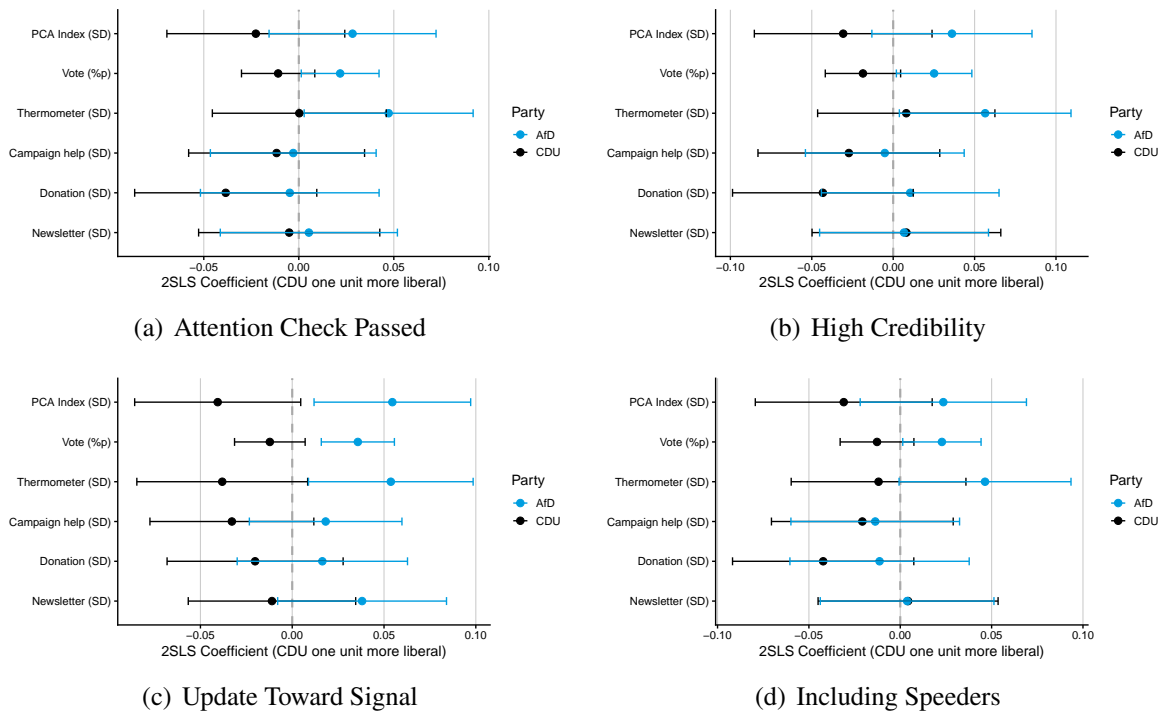 PCA Index (SD)
Vote (%p)
Thermometer (SD)
Campaign help (SD)
Donation (SD)
Newsletter (SD)
−0.05
0.00
0.05
0.10
2SLS Coefficient (CDU one unit more liberal)
Party
AfD
CDU
(a) Attention Check Passed
PCA Index (SD)
Vote (%p)
Thermometer (SD)
Campaign help (SD)
Donation (SD)
Newsletter (SD)
−0.10
−0.05
0.00
0.05
0.10
2SLS Coefficient (CDU one unit more liberal)
Party
AfD
CDU
(b) High Credibility
PCA Index (SD)
Vote (%p)
Thermometer (SD)
Campaign help (SD)
Donation (SD)
Newsletter (SD)
−0.05
0.00
0.05
0.10
2SLS Coefficient (CDU one unit more liberal)
Party
AfD
CDU
(c) Update Toward Signal
PCA Index (SD)
Vote (%p)
Thermometer (SD)
Campaign help (SD)
Donation (SD)
Newsletter (SD)
−0.10
−0.05
0.00
0.05
0.10
2SLS Coefficient (CDU one unit more liberal)
Party
AfD
CDU
(d) Including Speeders